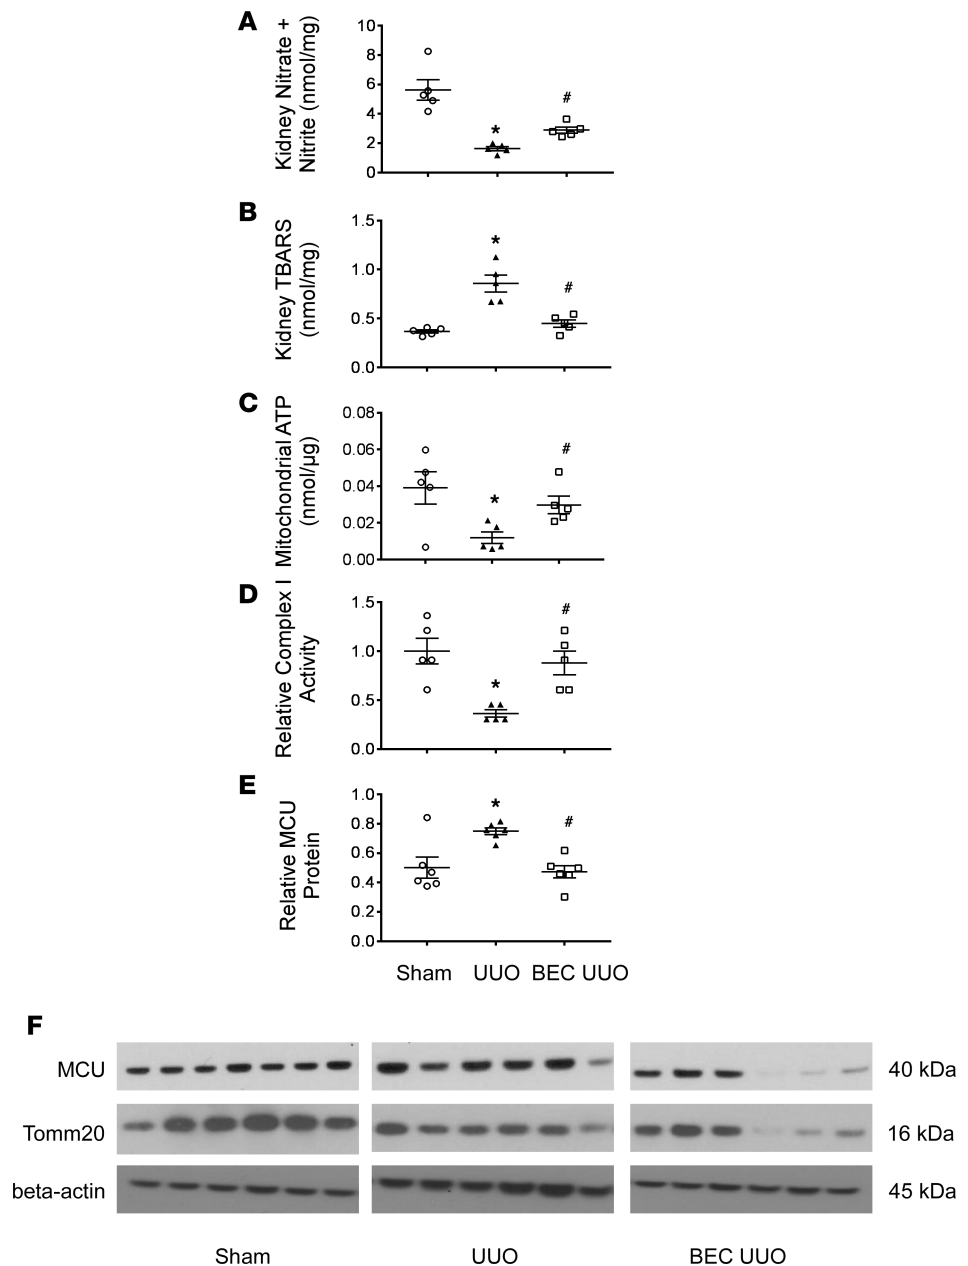 A
Kidney Nitrate +
Nitrite (nmol/mg)
10
8
6
4
2
0
*
#
B
Kidney TBARS
(nmol/mg)
1.5
1.0
0.5
0.0
*
#
C
Mitochondrial ATP
(nmol/µg)
0.08
0.06
0.04
0.02
0.00
*
#
D
Relative Complex I
Activity
1.5
1.0
0.5
0.0
*
#
E
Relative MCU
Protein
1.0
0.8
0.6
0.4
0.2
0.0
*
#
Sham UUO BEC UUO
F
MCU 40 kDa
Tomm20 16 kDa
beta-actin 45 kDa
Sham UUO BEC UUO